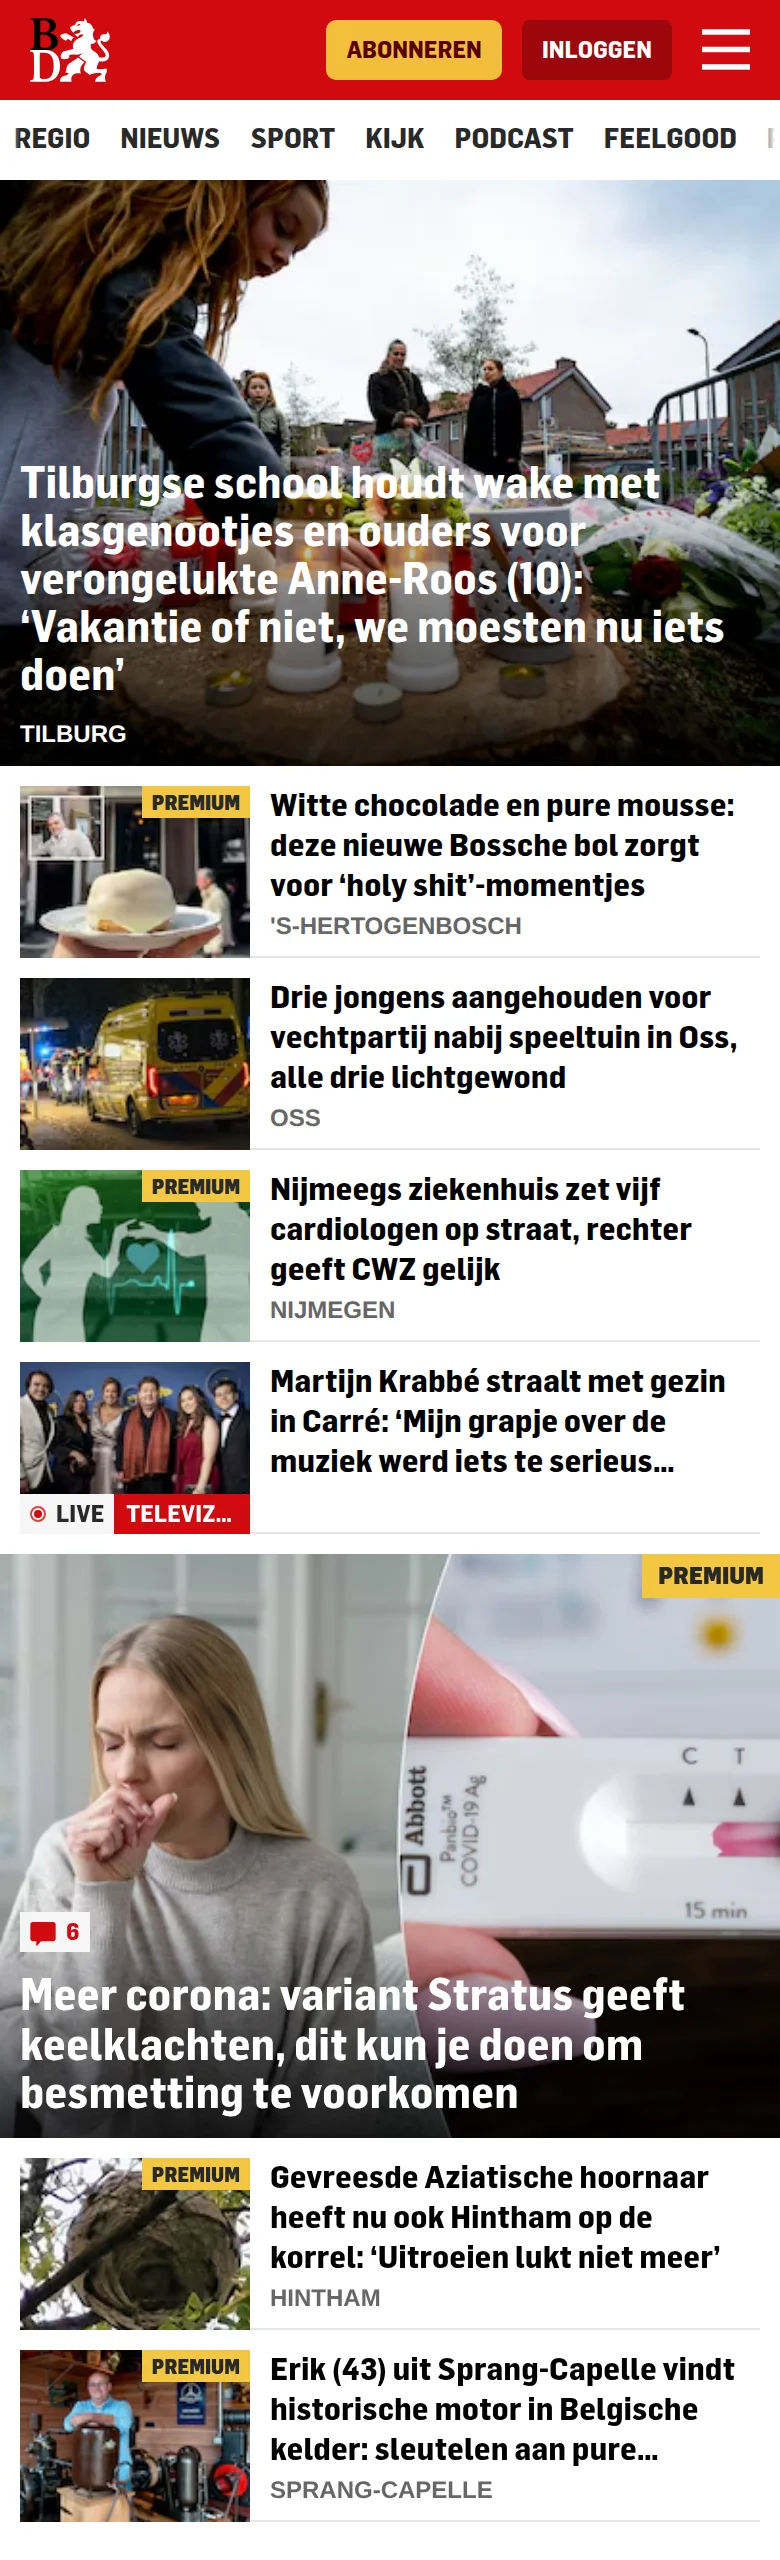 BD
ABONNEREN
INLOGGEN
REGIO NIEUWS SPORT KIJK PODCAST FEELGOOD
Tilburgse school houdt wake met
klasgenootjes en ouders voor
verongelukte Anne-Roos (10):
‘Vakantie of niet, we moesten nu iets
doen’
TILBURG
PREMIUM
Witte chocolade en pure mousse:
deze nieuwe Bossche bol zorgt
voor ‘holy shit’-momentjes
'S-HERTOGENBOSCH
Drie jongens aangehouden voor
vechtpartij nabij speeltuin in Oss,
alle drie lichtgewond
OSS
PREMIUM
Nijmeegs ziekenhuis zet vijf
cardiologen op straat, rechter
geeft CWZ gelijk
NIJMEGEN
Martijn Krabbé straalt met gezin
in Carré: ‘Mijn grapje over de
muziek werd iets te serieus...
LIVE TELEVIZ...
PREMIUM
C T
Abbott
Panbio™
COVID-19 Ag
15 min
6
Meer corona: variant Stratus geeft
keelklachten, dit kun je doen om
besmetting te voorkomen
PREMIUM
Gevreesde Aziatische hoornaar
heeft nu ook Hintham op de
korrel: ‘Uitroeien lukt niet meer’
HINTHAM
PREMIUM
Erik (43) uit Sprang-Capelle vindt
historische motor in Belgische
kelder: sleutelen aan pure...
SPRANG-CAPELLE